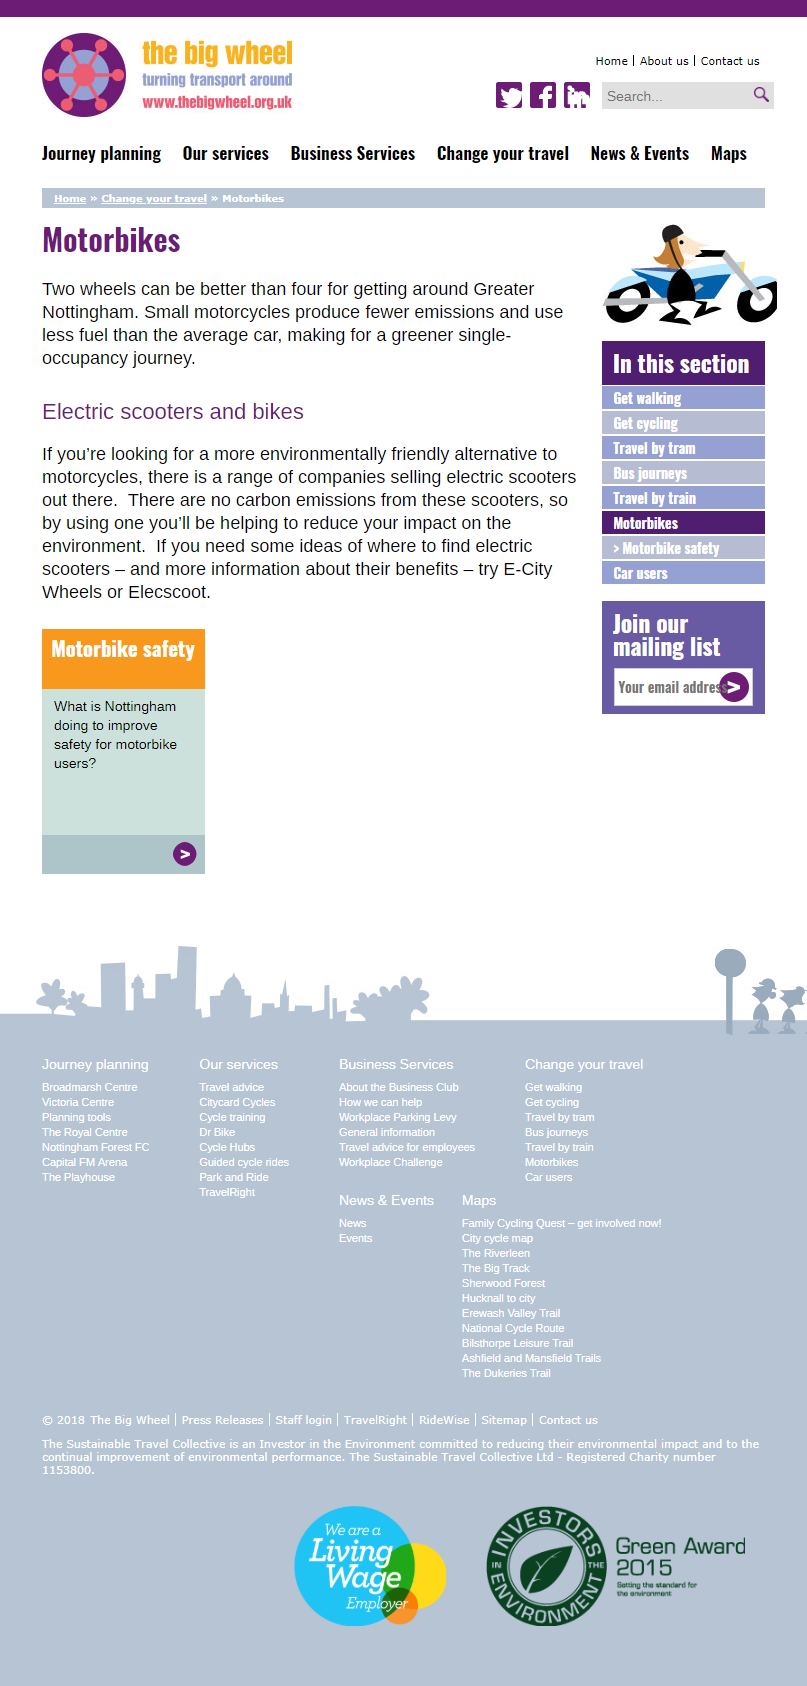 the big wheel
turning transport around
www.thebigwheel.org.uk
Home | About us | Contact us
Search...
Journey planning Our services Business Services Change your travel News & Events Maps
Home » Change your travel » Motorbikes
Motorbikes
Two wheels can be better than four for getting around Greater
Nottingham. Small motorcycles produce fewer emissions and use
less fuel than the average car, making for a greener single-
occupancy journey.
Electric scooters and bikes
If you’re looking for a more environmentally friendly alternative to
motorcycles, there is a range of companies selling electric scooters
out there.  There are no carbon emissions from these scooters, so
by using one you’ll be helping to reduce your impact on the
environment.  If you need some ideas of where to find electric
scooters – and more information about their benefits – try E-City
Wheels or Elecscoot.
Motorbike safety
What is Nottingham
doing to improve
safety for motorbike
users?
>
In this section
Get walking
Get cycling
Travel by tram
Bus journeys
Travel by train
Motorbikes
> Motorbike safety
Car users
Join our
mailing list
Your email address >
Journey planning
Broadmarsh Centre
Victoria Centre
Planning tools
The Royal Centre
Nottingham Forest FC
Capital FM Arena
The Playhouse
Our services
Travel advice
Citycard Cycles
Cycle training
Dr Bike
Cycle Hubs
Guided cycle rides
Park and Ride
TravelRight
Business Services
About the Business Club
How we can help
Workplace Parking Levy
General information
Travel advice for employees
Workplace Challenge
Change your travel
Get walking
Get cycling
Travel by tram
Bus journeys
Travel by train
Motorbikes
Car users
News & Events
News
Events
Maps
Family Cycling Quest – get involved now!
City cycle map
The Riverleen
The Big Track
Sherwood Forest
Hucknall to city
Erewash Valley Trail
National Cycle Route
Bilsthorpe Leisure Trail
Ashfield and Mansfield Trails
The Dukeries Trail
© 2018 The Big Wheel | Press Releases | Staff login | TravelRight | RideWise | Sitemap | Contact us
The Sustainable Travel Collective is an Investor in the Environment committed to reducing their environmental impact and to the
continual improvement of environmental performance. The Sustainable Travel Collective Ltd - Registered Charity number
1153800.
We are a
Living
Wage
Employer
INVESTORS
IN THE
ENVIRONMENT
Green Award
2015
Setting the standard for
the environment